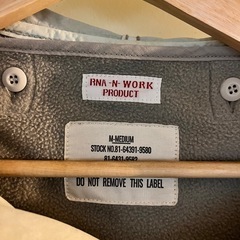 RNA-N-WORK
PRODUCT
M-MEDIUM
STOCK NO.81-64391-9580
DO NOT REMOVE THIS LABEL